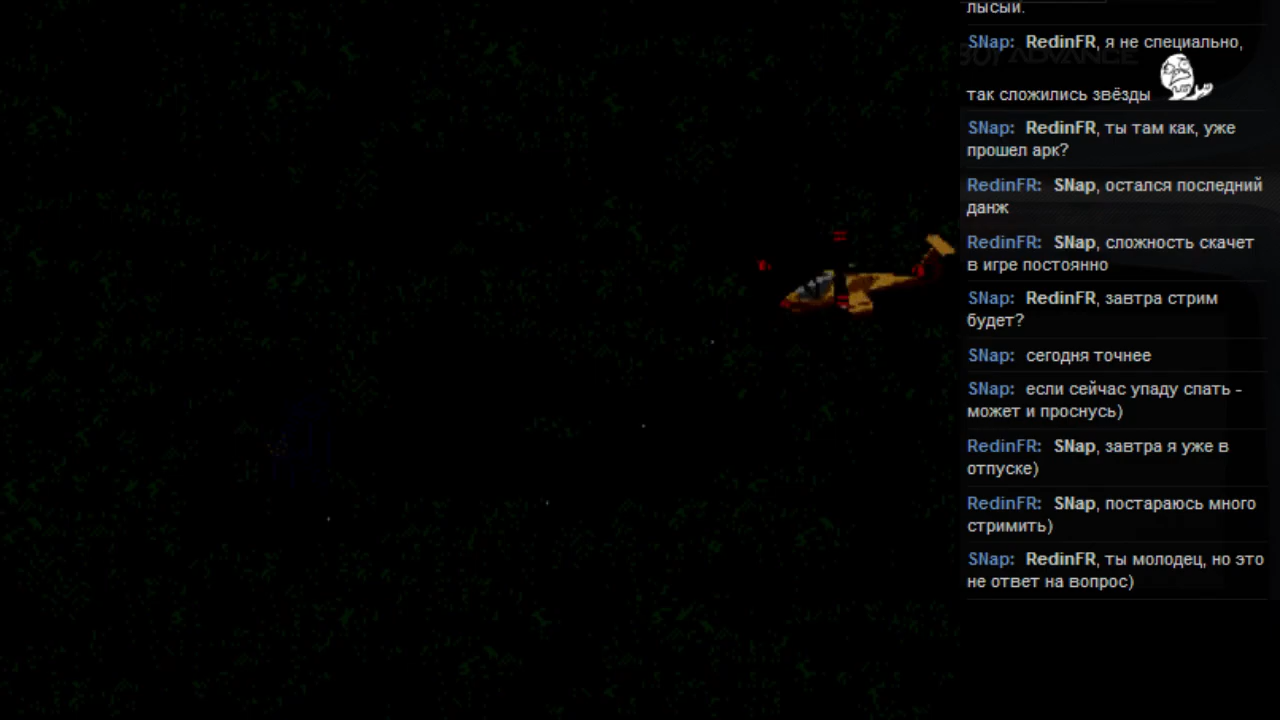 лысый.
SNap: RedinFR, я не специально,
ADVANCE
так сложились звёзды
SNap: RedinFR, ты там как, уже
прошел арк?
RedinFR: SNap, остался последний
данж
RedinFR: SNap, сложность скачет
в игре постоянно
SNap: RedinFR, завтра стрим
будет?
SNap: сегодня точнее
SNap: если сейчас упаду спать -
может и проснусь)
RedinFR: SNap, завтра я уже в
отпуске)
RedinFR: SNap, постараюсь много
стримить)
SNap: RedinFR, ты молодец, но это
не ответ на вопрос)